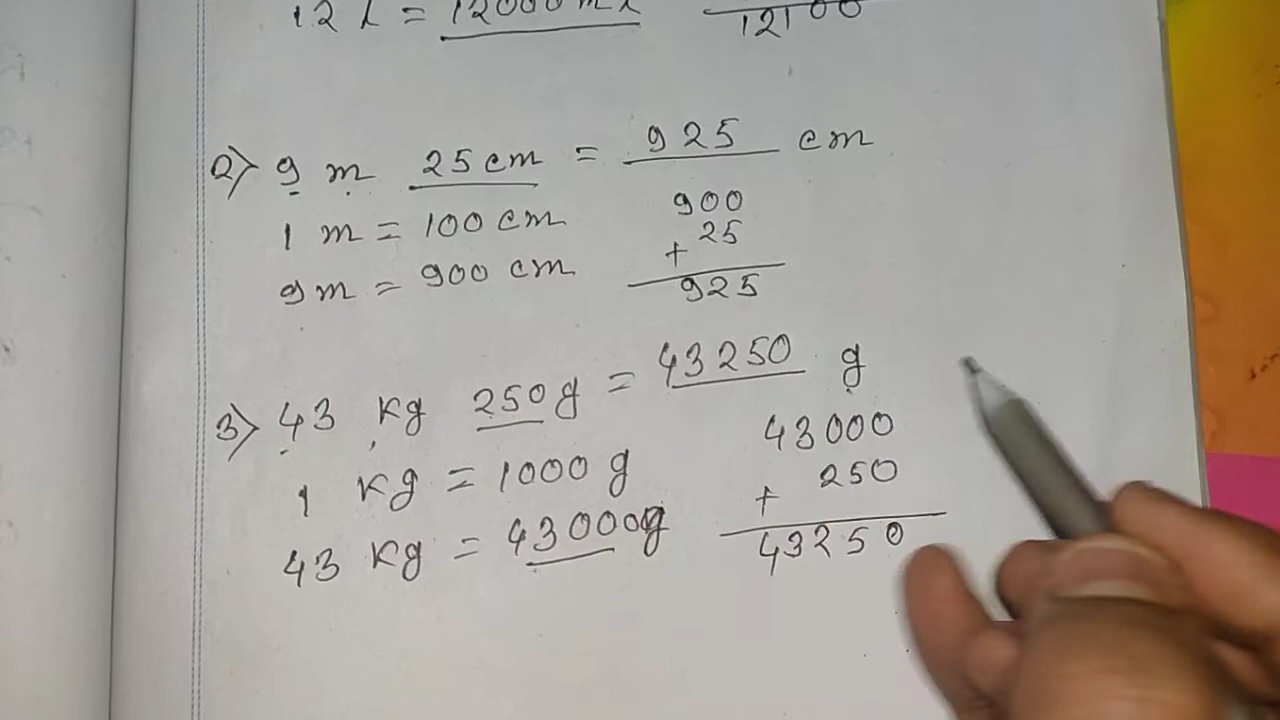 12 l = 12000 ml 12100
2) 9 m 25 cm = 925 cm
1 m = 100 cm 900
+ 25
9 m = 900 cm 925
3) 43 kg 250 g = 43250 g
43000
1 kg = 1000 g + 250
43 kg = 43000g 43250